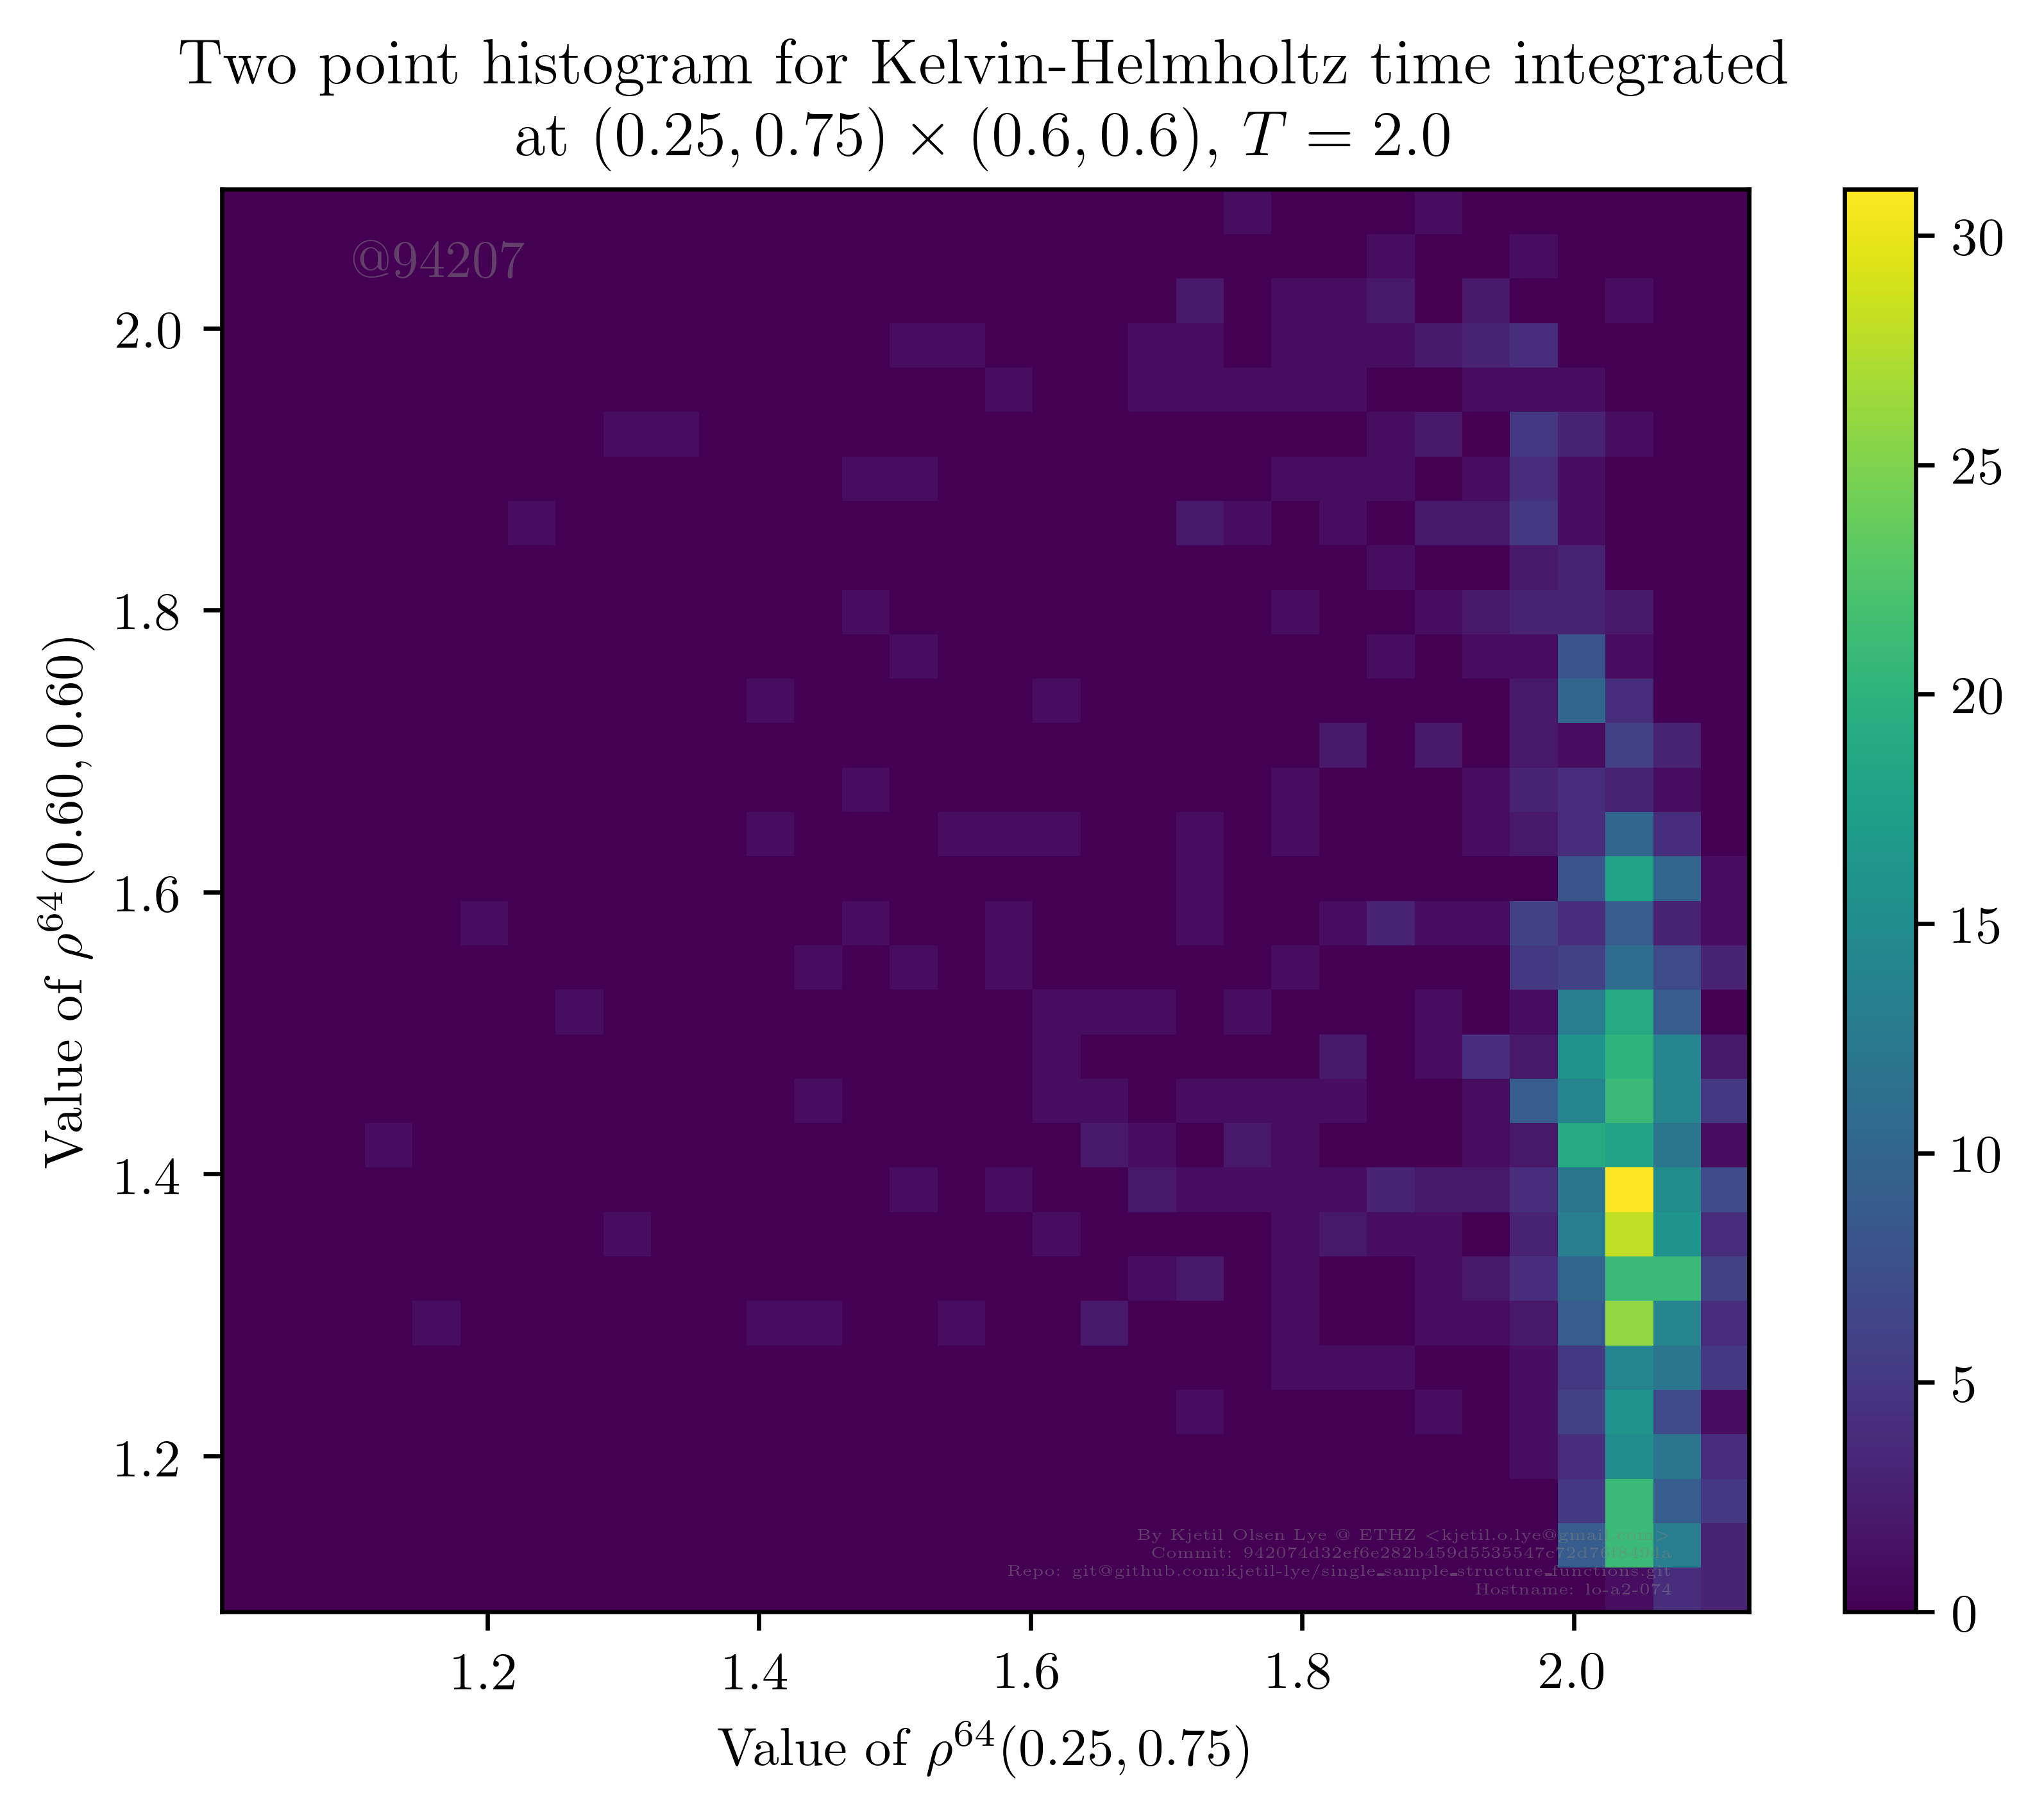 Two point histogram for Kelvin-Helmholtz time integrated
at (0.25, 0.75) × (0.6, 0.6), T = 2.0
@94207
2.0
1.8
1.6
1.4
1.2
Value of ρ^64(0.60, 0.60)
30
25
20
15
10
5
0
By Kjetil Olsen Lye @ ETHZ <kjetil.o.lye@gmail.com>
Commit:
Repo: git@github.com:kjetil-lye/single_sample_structure_functions.git
Hostname: lo-a2-074
1.2
1.4
1.6
1.8
2.0
Value of ρ^64(0.25, 0.75)